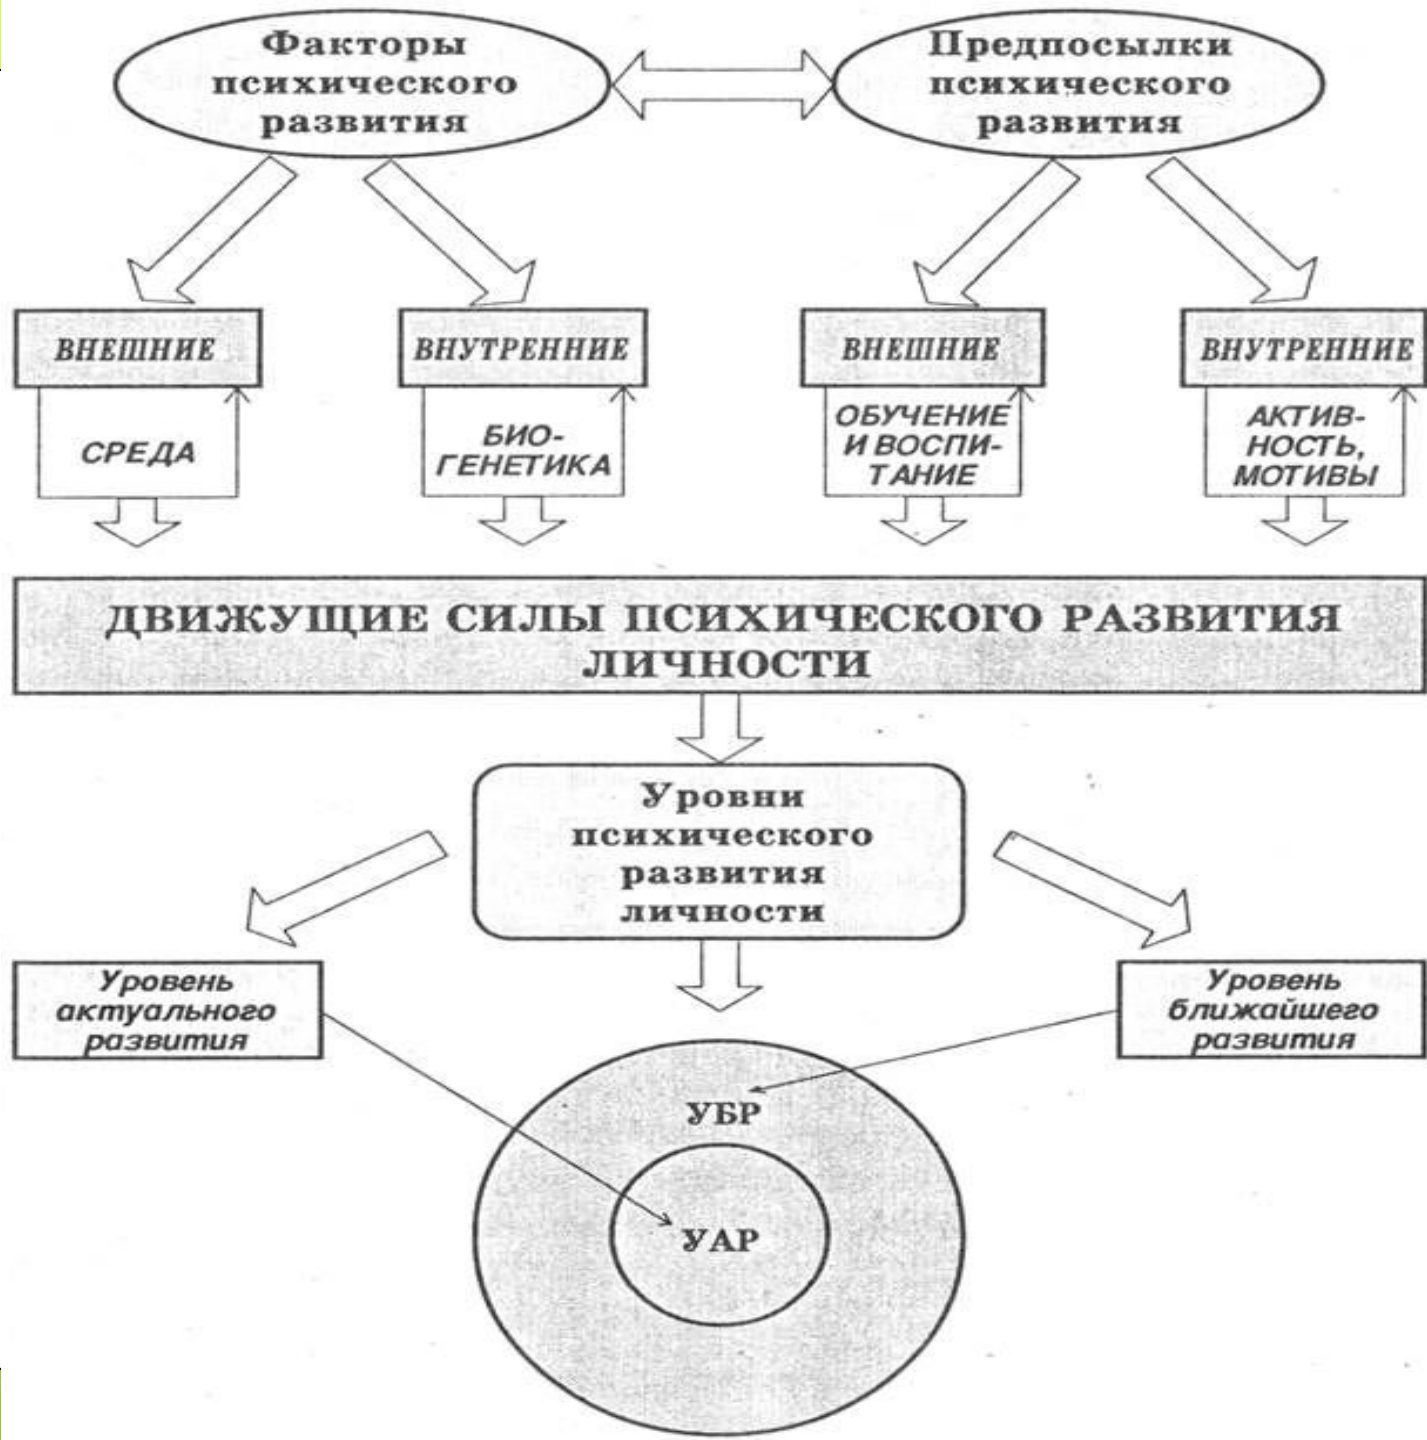 Факторы
психического
развития
Предпосылки
психического
развития
ВНЕШНИЕ
ВНУТРЕННИЕ
ВНЕШНИЕ
ВНУТРЕННИЕ
СРЕДА
БИО-
ГЕНЕТИКА
ОБУЧЕНИЕ
И ВОСПИ-
ТАНИЕ
АКТИВ-
НОСТЬ,
МОТИВЫ
ДВИЖУЩИЕ СИЛЫ ПСИХИЧЕСКОГО РАЗВИТИЯ
ЛИЧНОСТИ
Уровни
психического
развития
личности
Уровень
актуального
развития
Уровень
ближайшего
развития
УБР
УАР